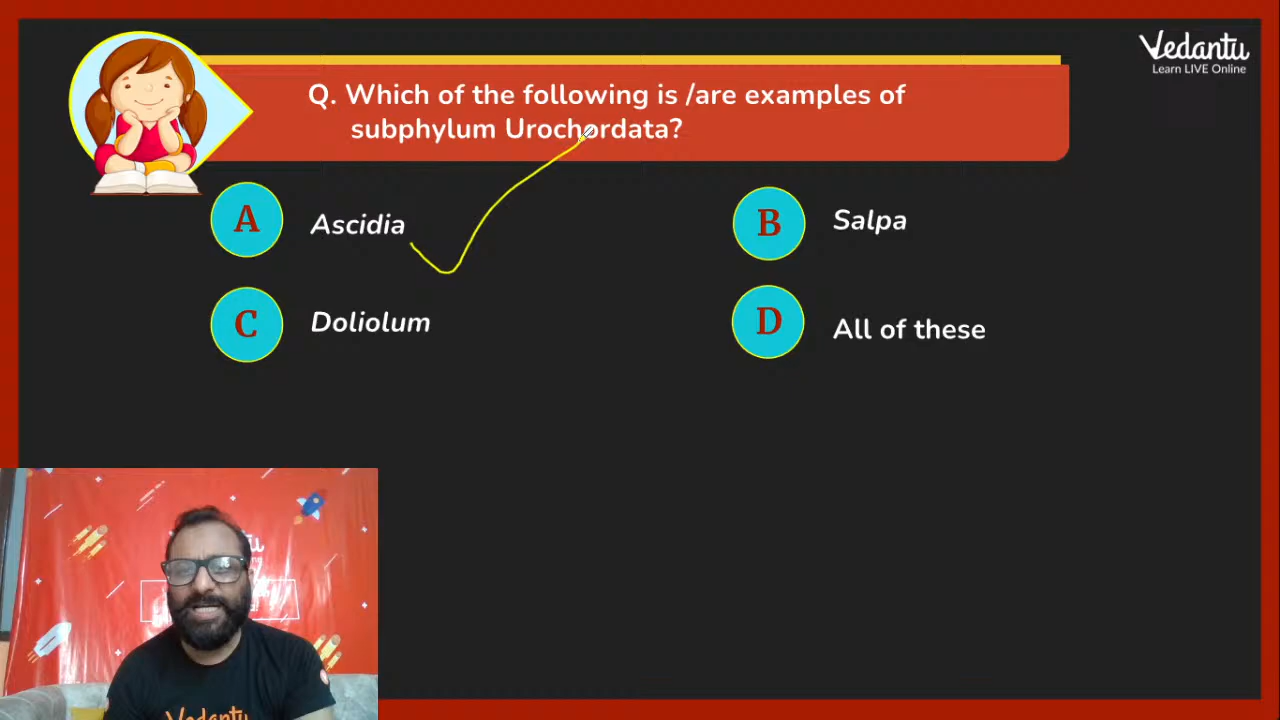 Vedantu
Learn LIVE Online
Q. Which of the following is /are examples of
subphylum Urochordata?
A Ascidia
B Salpa
C Doliolum
D All of these
Vedantu